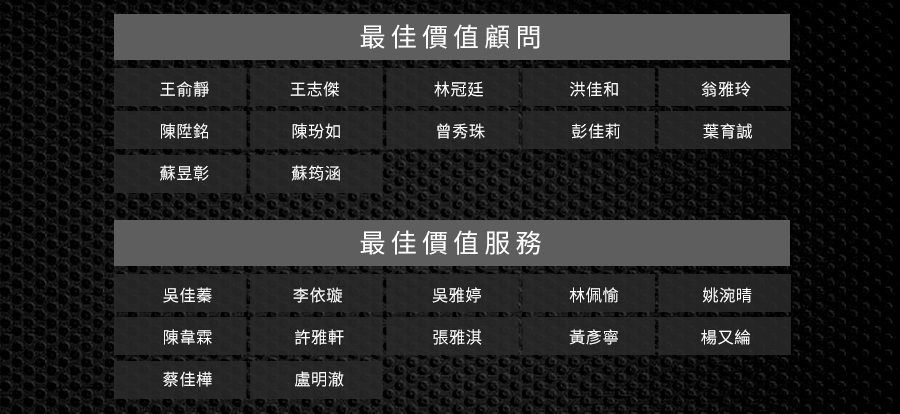 最佳價值顧問
王俞靜 王志傑 林冠廷 洪佳和 翁雅玲
陳陞銘 陳玢如 曾秀珠 彭佳莉 葉育誠
蘇昱彰 蘇筠涵
最佳價值服務
吳佳蓁 李依璇 吳雅婷 林佩愉 姚涴晴
陳韋霖 許雅軒 張雅淇 黃彥寧 楊又綸
蔡佳樺 盧明澈